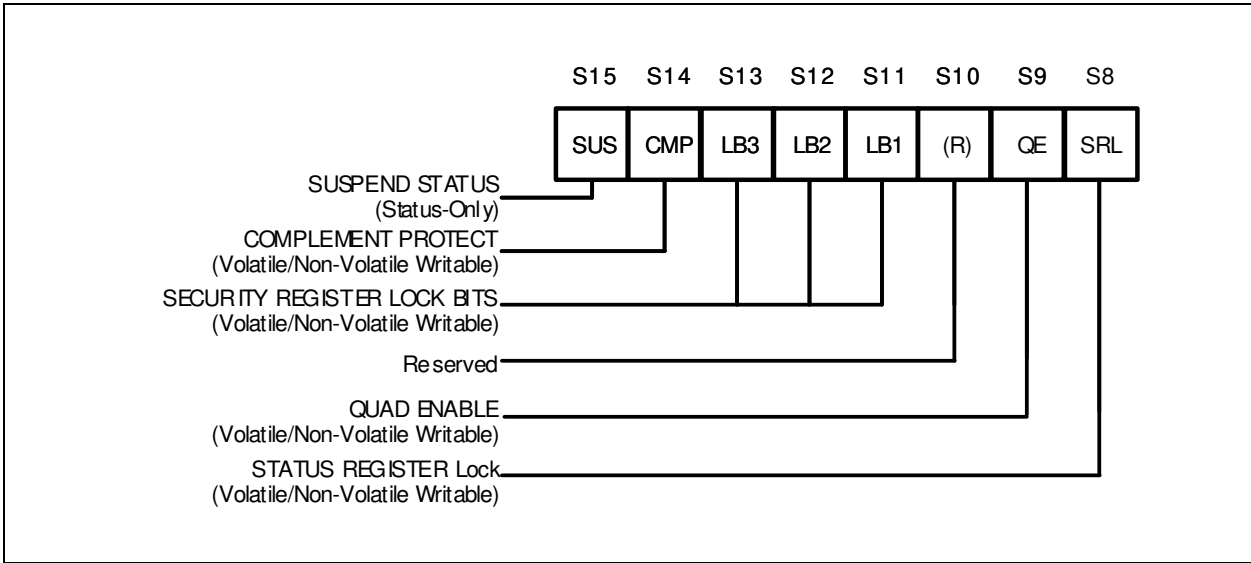 S15 S14 S13 S12 S11 S10 S9 S8
SUS CMP LB3 LB2 LB1 (R) QE SRL
SUSPEND STATUS
(Status-Only)
COMPLEMENT PROTECT
(Volatile/Non-Volatile Writable)
SECURITY REGISTER LOCK BITS
(Volatile/Non-Volatile Writable)
Reserved
QUAD ENABLE
(Volatile/Non-Volatile Writable)
STATUS REGISTER Lock
(Volatile/Non-Volatile Writable)